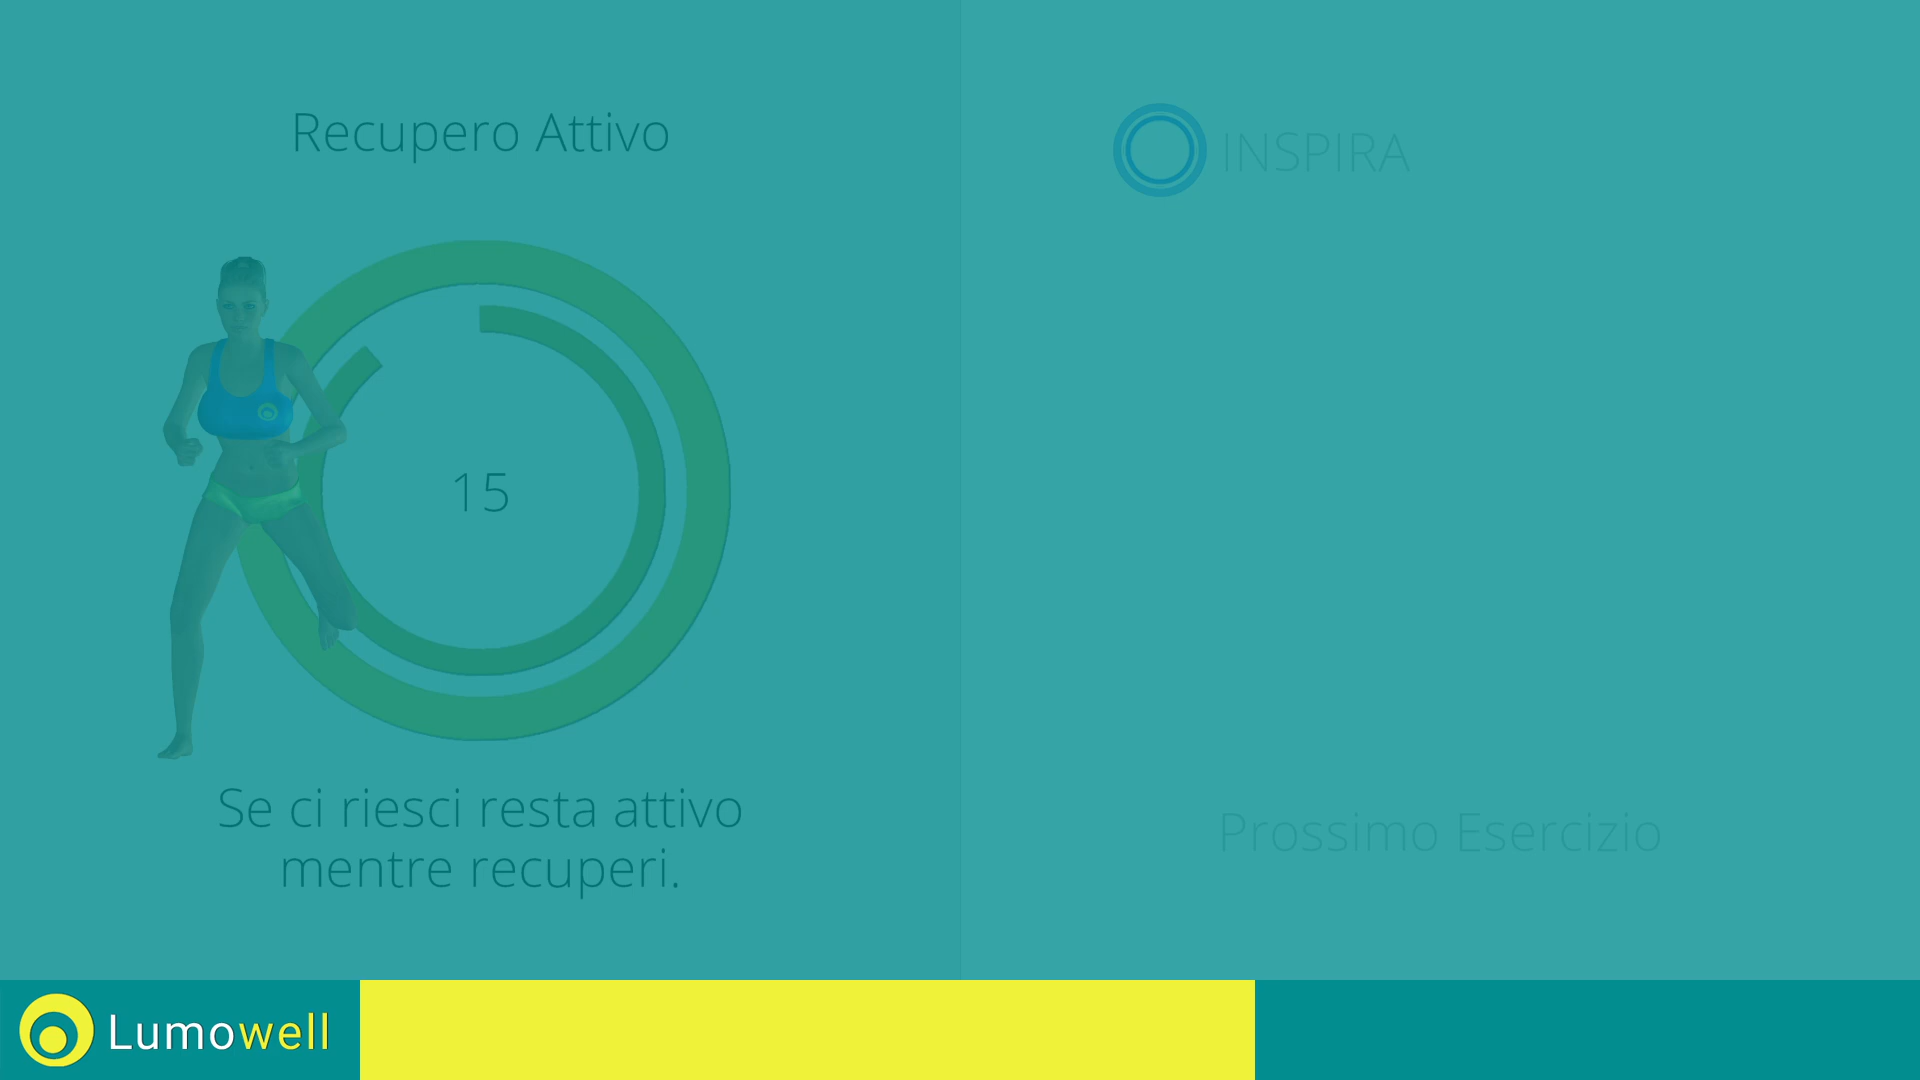 Recupero Attivo
INSPIRA
15
Se ci riesci resta attivo
mentre recuperi.
Prossimo Esercizio
Lumowell